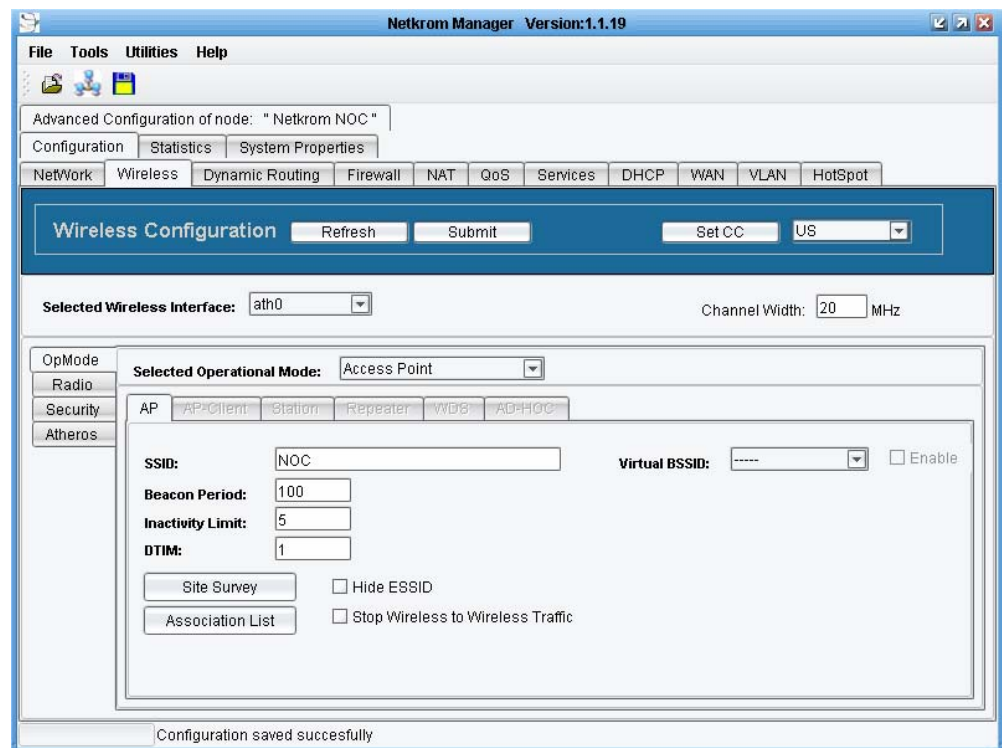 Netkrom Manager Version:1.1.19
File Tools Utilities Help
Advanced Configuration of node: " Netkrom NOC "
Configuration Statistics System Properties
NetWork Wireless Dynamic Routing Firewall NAT QoS Services DHCP WAN VLAN HotSpot
Wireless Configuration Refresh Submit Set CC US
Selected Wireless Interface: ath0 Channel Width: 20 MHz
OpMode
Radio
Security
Atheros
Selected Operational Mode: Access Point
AP AP-Client Station Repeater WDS AD-HOC
SSID: NOC Virtual BSSID: ----- Enable
Beacon Period: 100
Inactivity Limit: 5
DTIM: 1
Site Survey Hide ESSID
Association List Stop Wireless to Wireless Traffic
Configuration saved succesfully